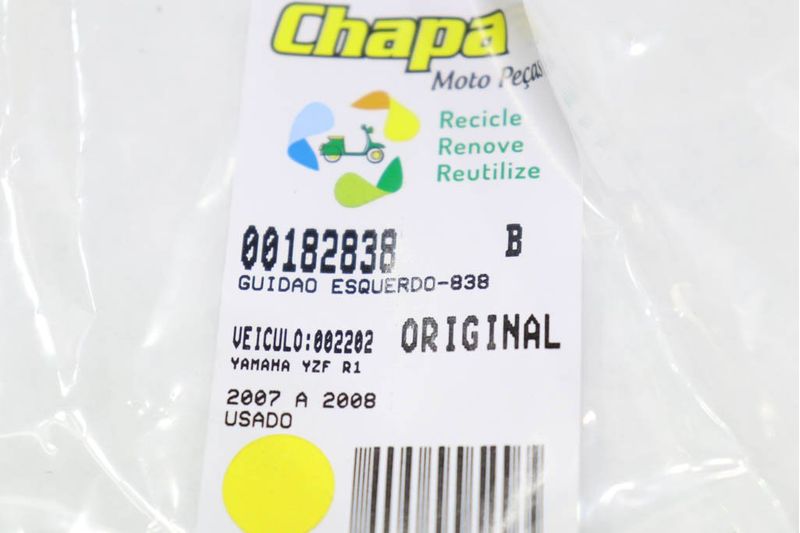 Chapa
Moto Peças
Recicle
Renove
Reutilize
00182838 B
GUIDAO ESQUERDO-838
VEICULO:002202 ORIGINAL
YAMAHA YZF R1
2007 A 2008
USADO